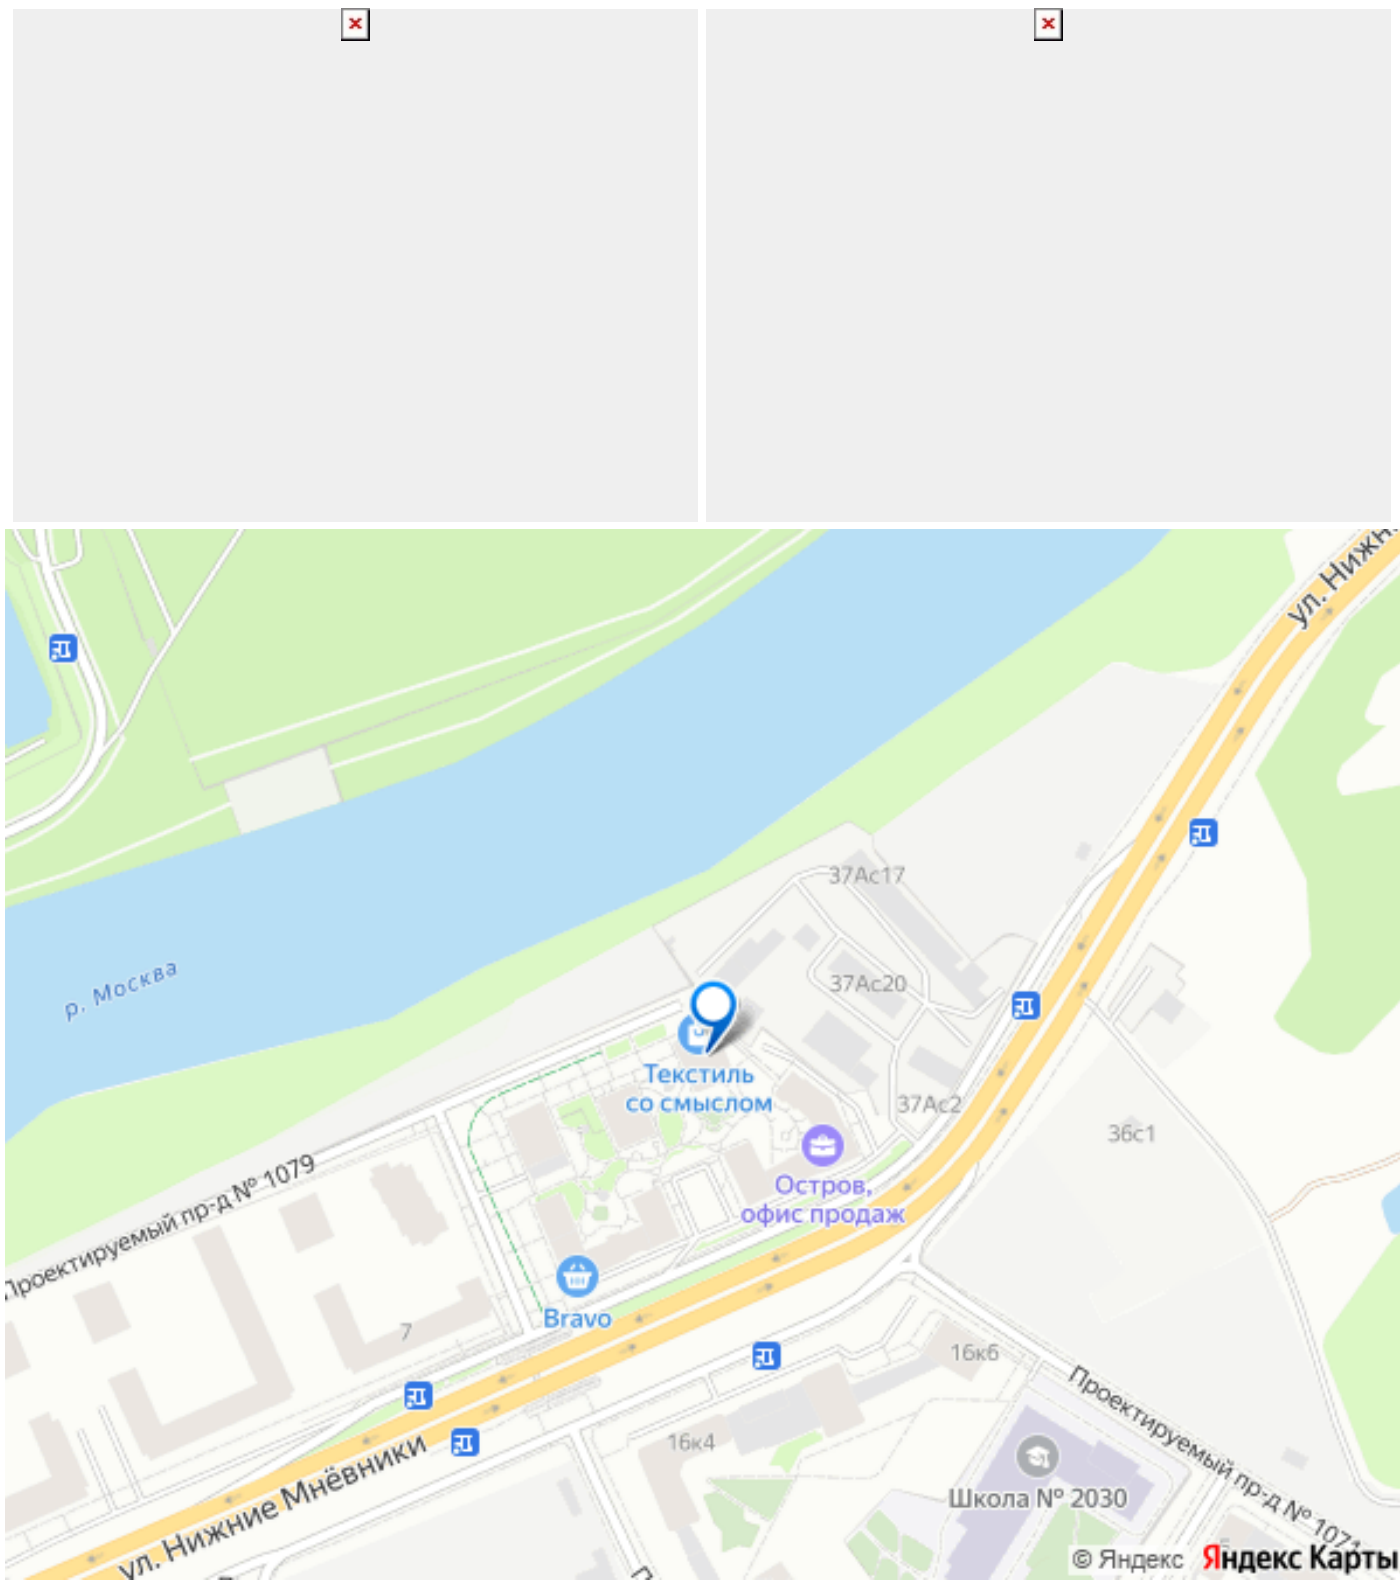 ул. Нижн
37Ас17
р. Москва
37Ас20
Текстиль
со смыслом
37Ас2
36с1
Проектируемый пр-д № 1079
Остров,
офис продаж
Bravo
7
16к6
Проектируемый пр-д № 1071
16к4
ул. Нижние Мнёвники
Школа № 2030
© Яндекс Яндекс Карты